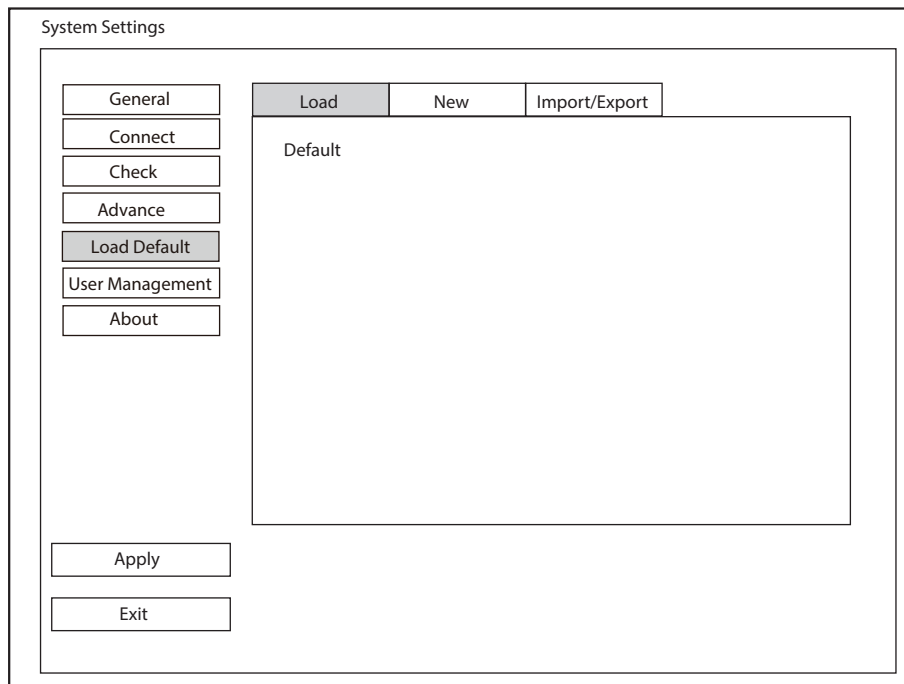 System Settings
General
Connect
Check
Advance
Load Default
User Management
About
Load
New
Import/Export
Default
Apply
Exit